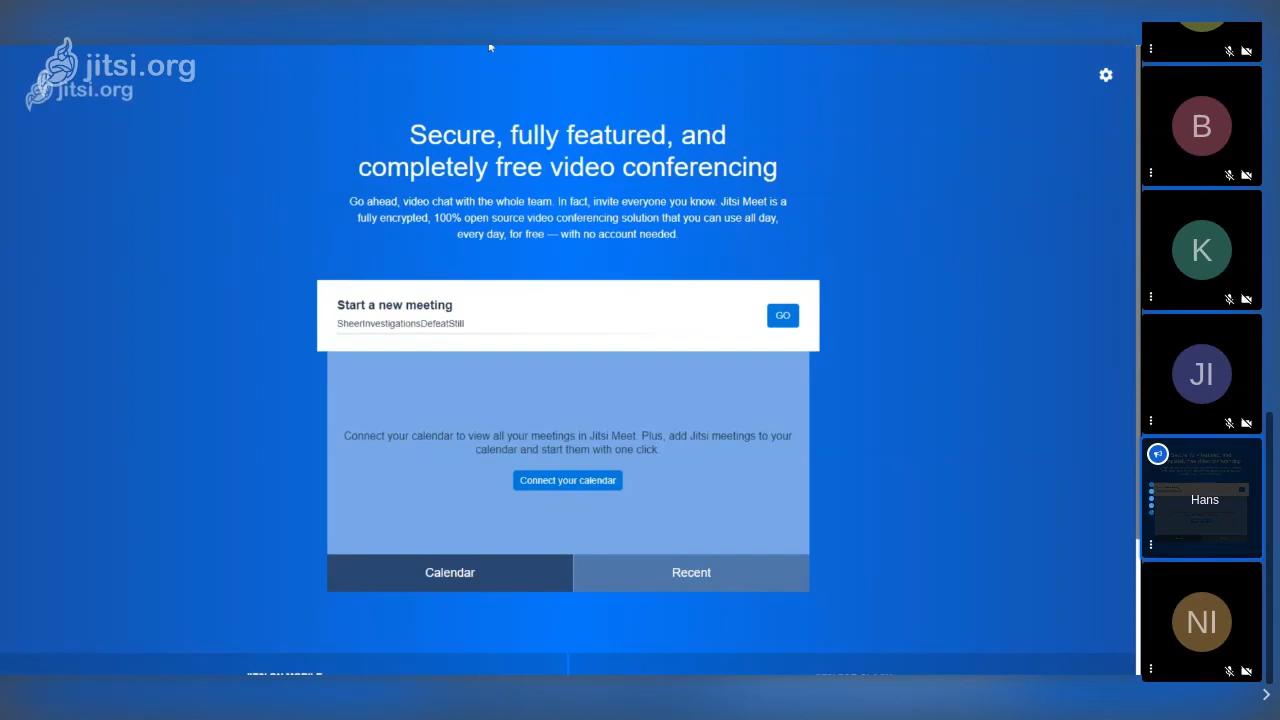 jitsi.org
jitsi.org
Secure, fully featured, and
completely free video conferencing
Go ahead, video chat with the whole team. In fact, invite everyone you know. Jitsi Meet is a
fully encrypted, 100% open source video conferencing solution that you can use all day,
every day, for free — with no account needed.
Start a new meeting
SheerInvestigationsDefeatStill
GO
Connect your calendar to view all your meetings in Jitsi Meet. Plus, add Jitsi meetings to your
calendar and start them with one click
Connect your calendar
Calendar
Recent
B
K
JI
Hans
NI